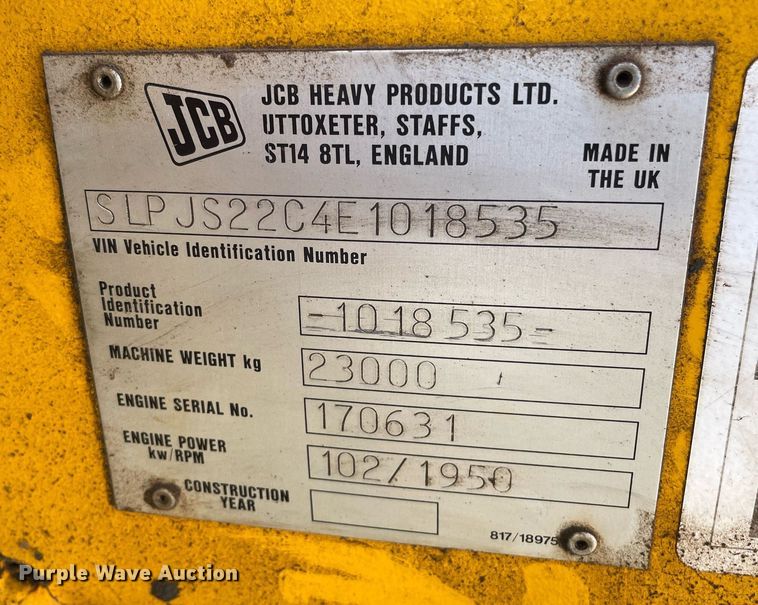 JCB
JCB HEAVY PRODUCTS LTD.
UTTOXETER, STAFFS,
ST14 8TL, ENGLAND
MADE IN
THE UK
SLPJS22C4E1018535
VIN Vehicle Identification Number
Product
Identification
Number
-1018535-
MACHINE WEIGHT kg
23000
ENGINE SERIAL No.
170631
ENGINE POWER
kw/RPM
102/1950
CONSTRUCTION
YEAR
817/18975
Purple Wave Auction